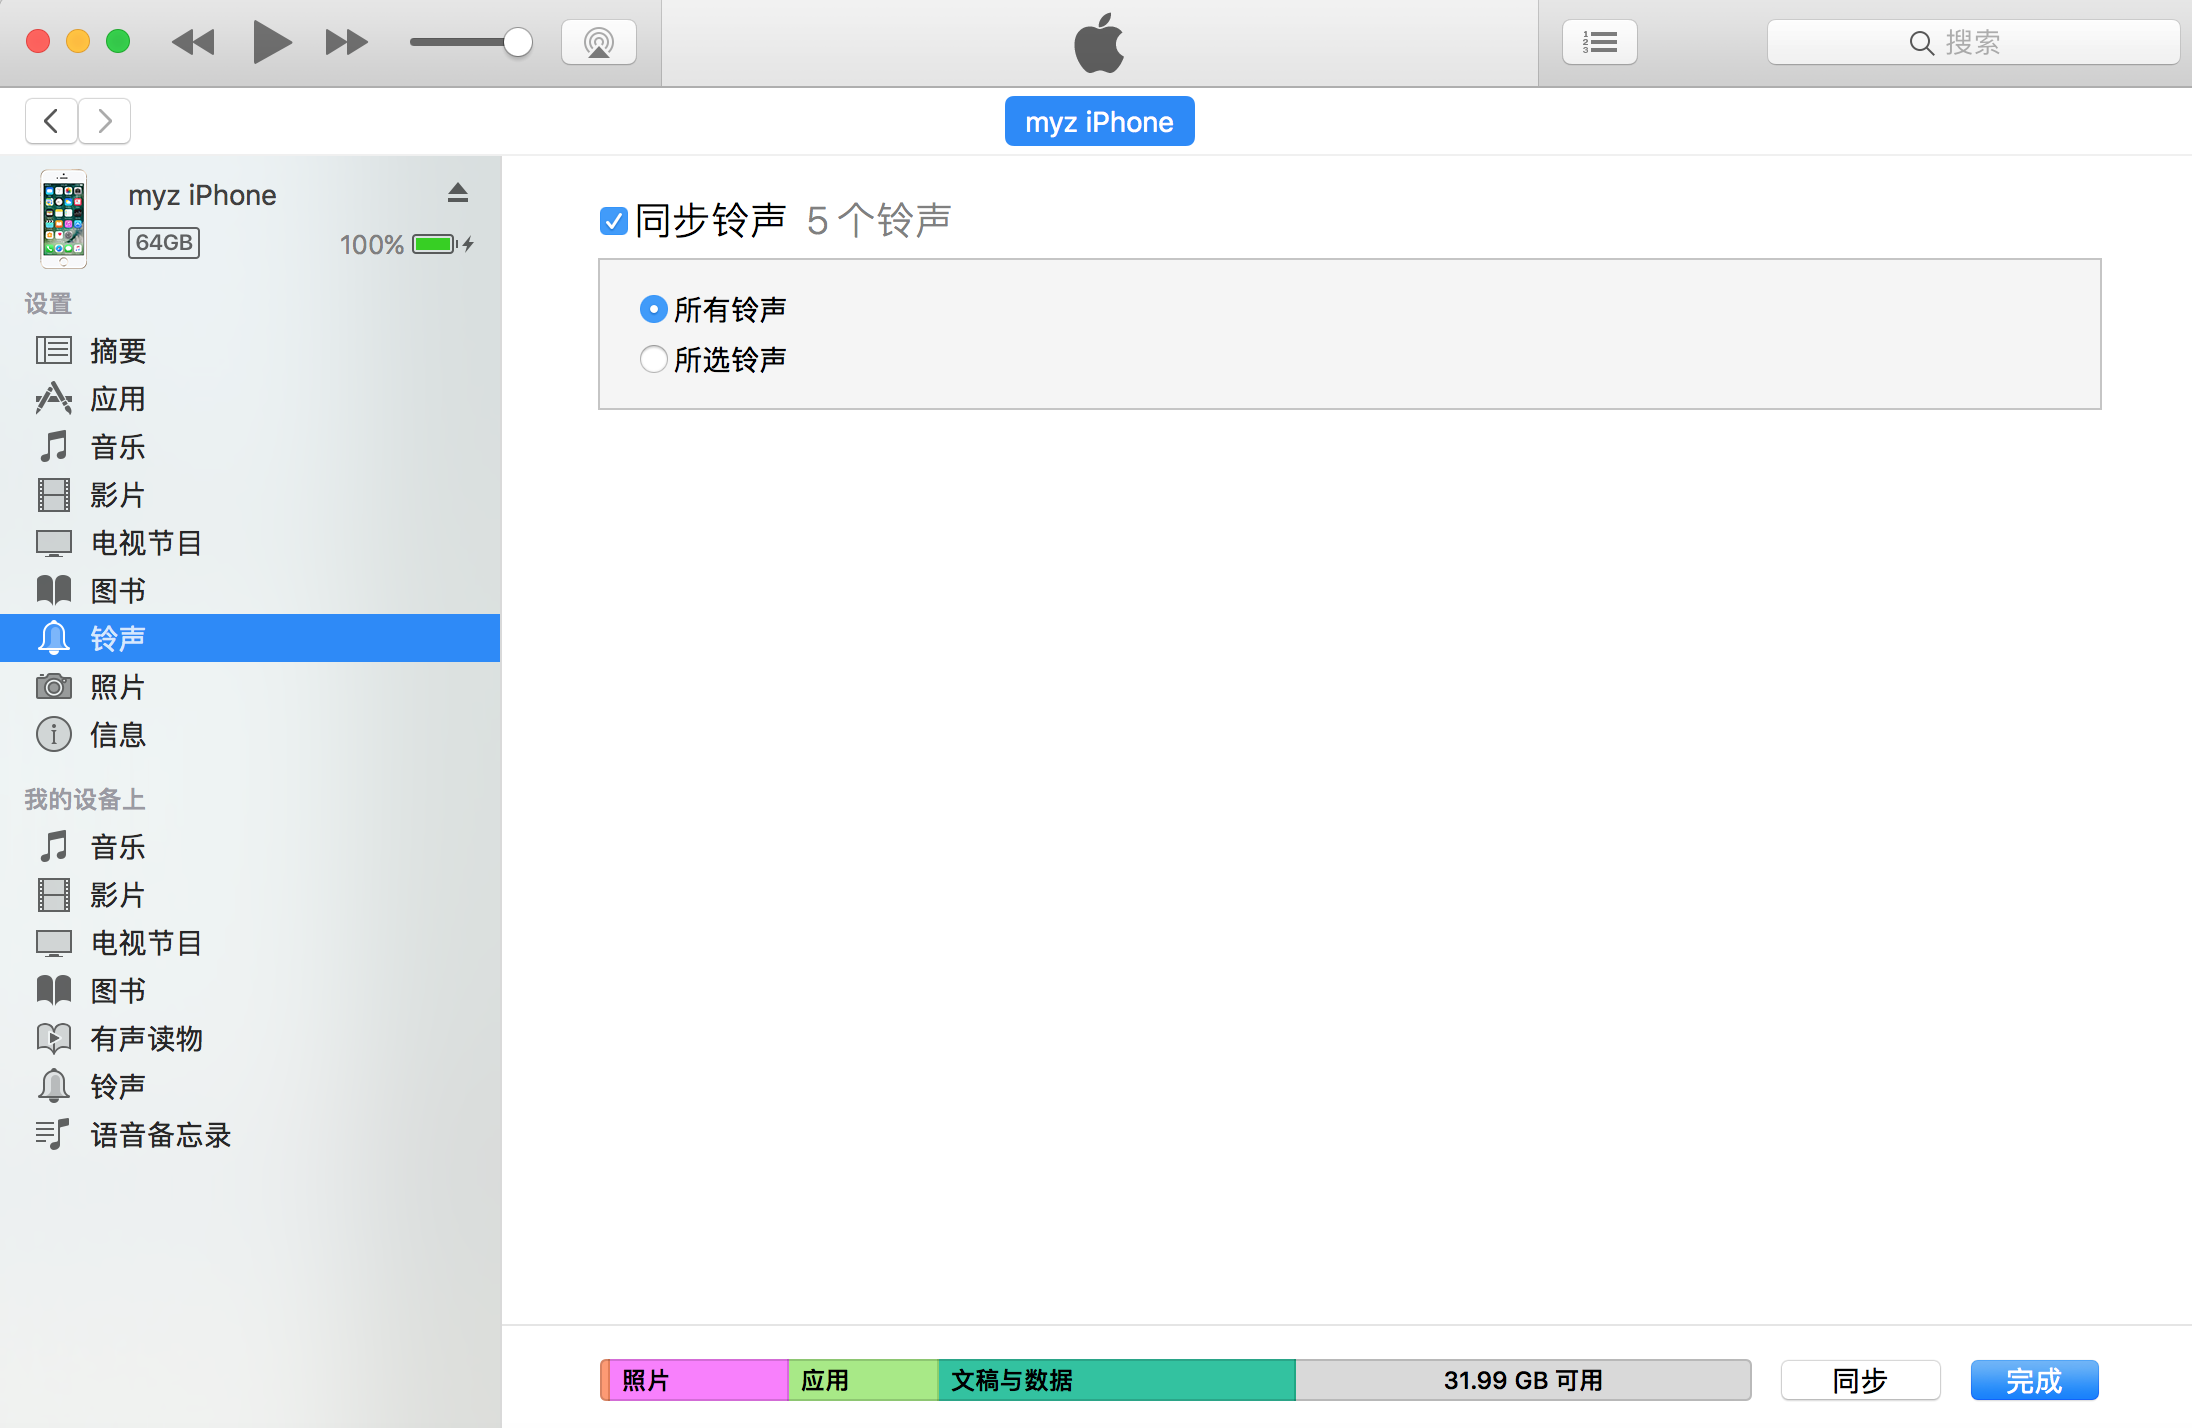 搜索
myz iPhone
myz iPhone
64GB
100%
设置
摘要
应用
音乐
影片
电视节目
图书
铃声
照片
信息
我的设备上
音乐
影片
电视节目
图书
有声读物
铃声
语音备忘录
同步铃声 5 个铃声
所有铃声
所选铃声
照片 应用 文稿与数据 31.99 GB 可用 同步 完成